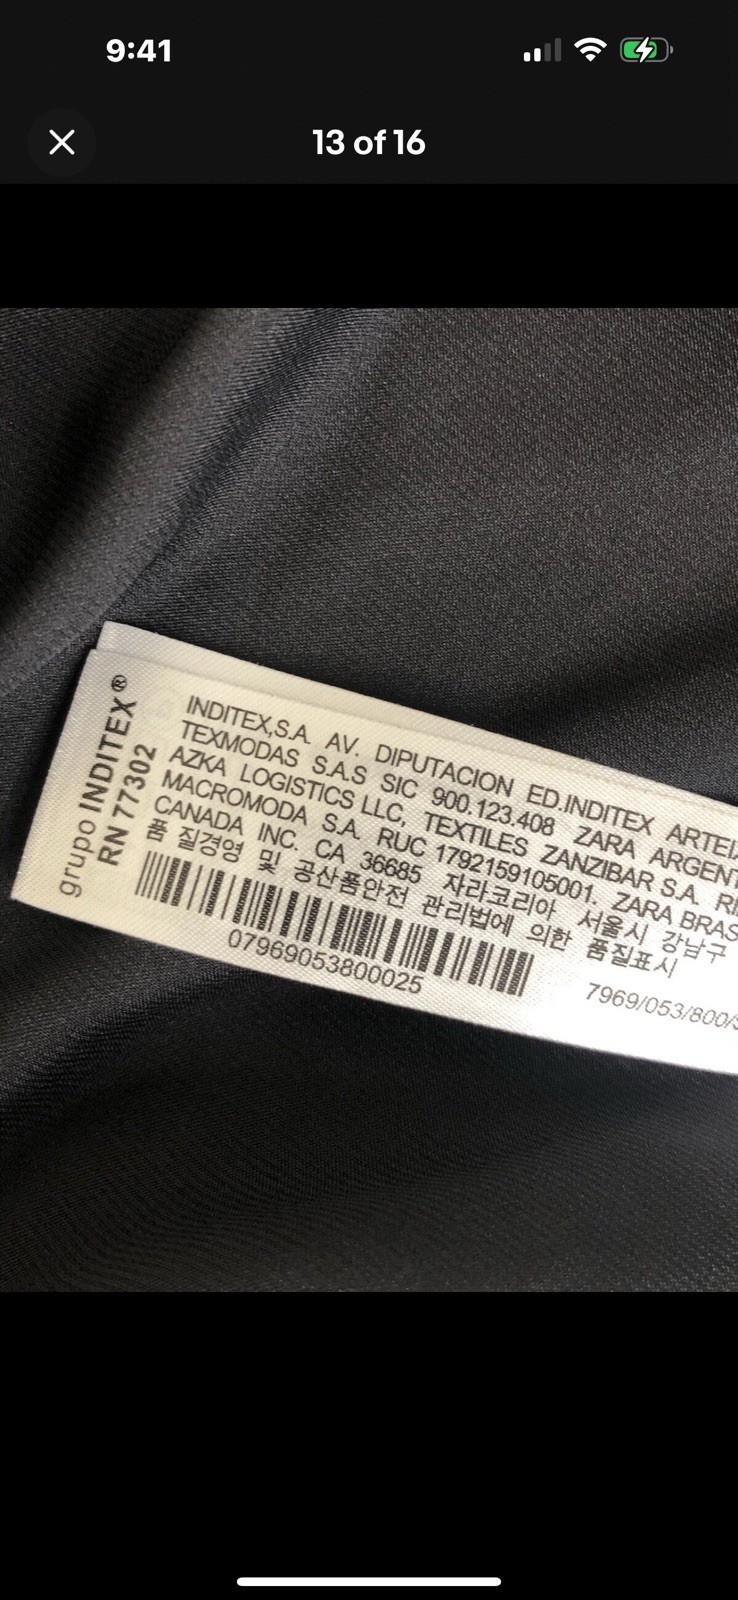 9:41
13 of 16
grupo INDITEX®
RN 77302
INDITEX,S.A. AV. DIPUTACION ED.INDITEX
TEXMODAS S.A.S SIC 900.123.408 ZARA
AZKA LOGISTICS LLC, TEXTILES ZANZIBAR S.A.
MACROMODA S.A. RUC 1792159105001. ZARA
CANADA INC. CA 36685 자라코리아 서울시 강남구
품질경영 및 공산품안전 관리법에 의한 품질표시
07969053800025
7969/053/800/